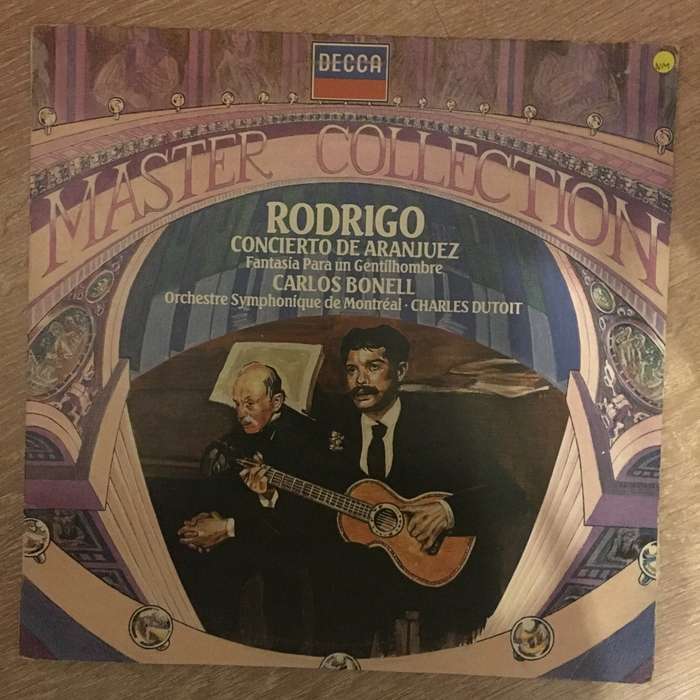 DECCA
NM
MASTER COLLECTION
RODRIGO
CONCIERTO DE ARANJUEZ
Fantasia Para un Gentilhombre
CARLOS BONELL
Orchestre Symphonique de Montréal · CHARLES DUTOIT